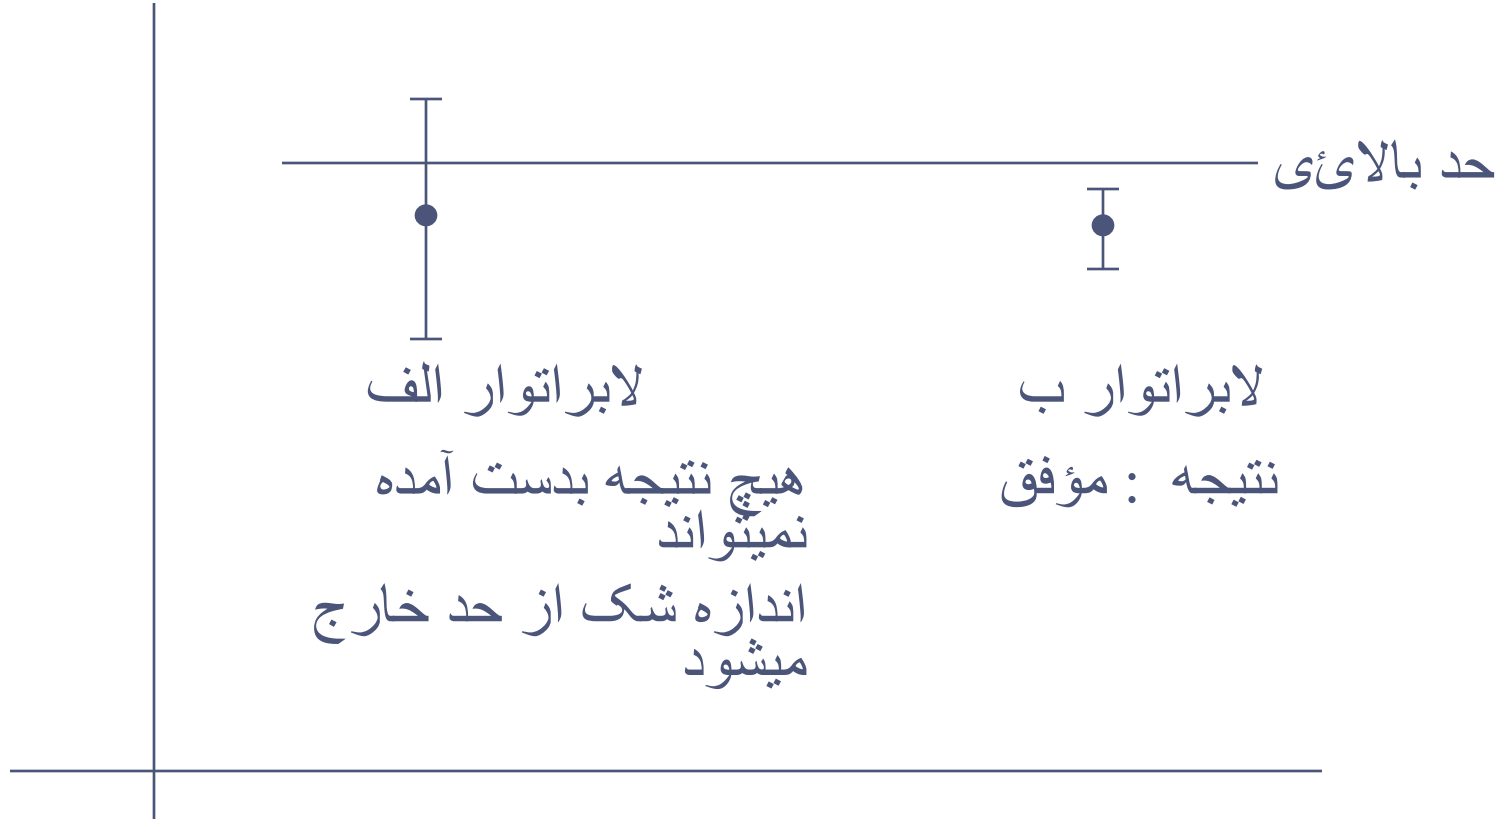 حد بالائی
لابراتوار الف
هیچ نتیجه بدست آمده
نمیتواند
اندازه شک از حد خارج
میشود
لابراتوار ب
نتیجه : مؤفق